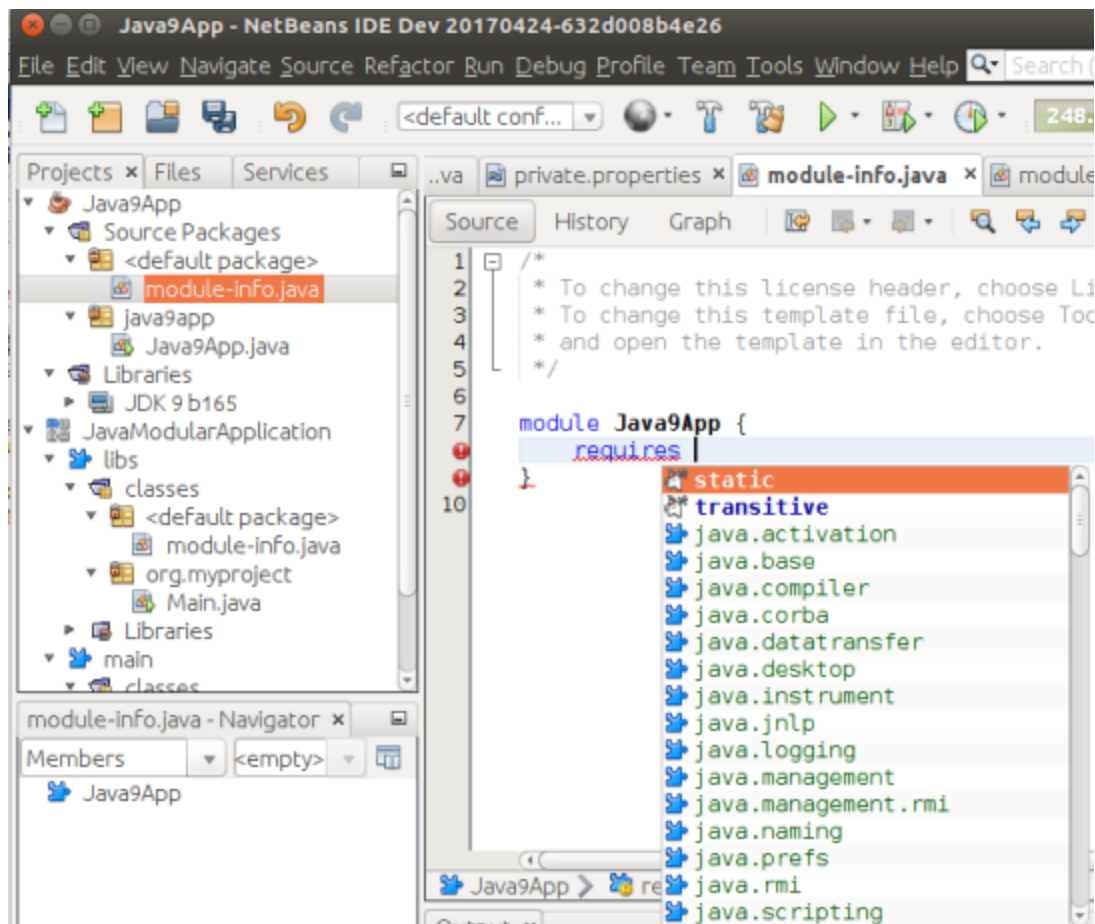 Java9App - NetBeans IDE Dev 20170424-632d008b4e26
File Edit View Navigate Source Refactor Run Debug Profile Team Tools Window Help Search (
<default conf... 248.
Projects Files Services
Java9App
Source Packages
<default package>
module-info.java
java9app
Java9App.java
Libraries
JDK 9 b165
JavaModularApplication
libs
classes
<default package>
module-info.java
org.myproject
Main.java
Libraries
main
classes
module-info.java - Navigator
Members <empty>
Java9App
..va private.properties module-info.java module
Source History Graph
1 /*
2 * To change this license header, choose Li
3 * To change this template file, choose Too
4 * and open the template in the editor.
5 */
6
7 module Java9App {
requires
}
10
static
transitive
java.activation
java.base
java.compiler
java.corba
java.datatransfer
java.desktop
java.instrument
java.jnlp
java.logging
java.management
java.management.rmi
java.naming
java.prefs
java.rmi
java.scripting
Java9App re